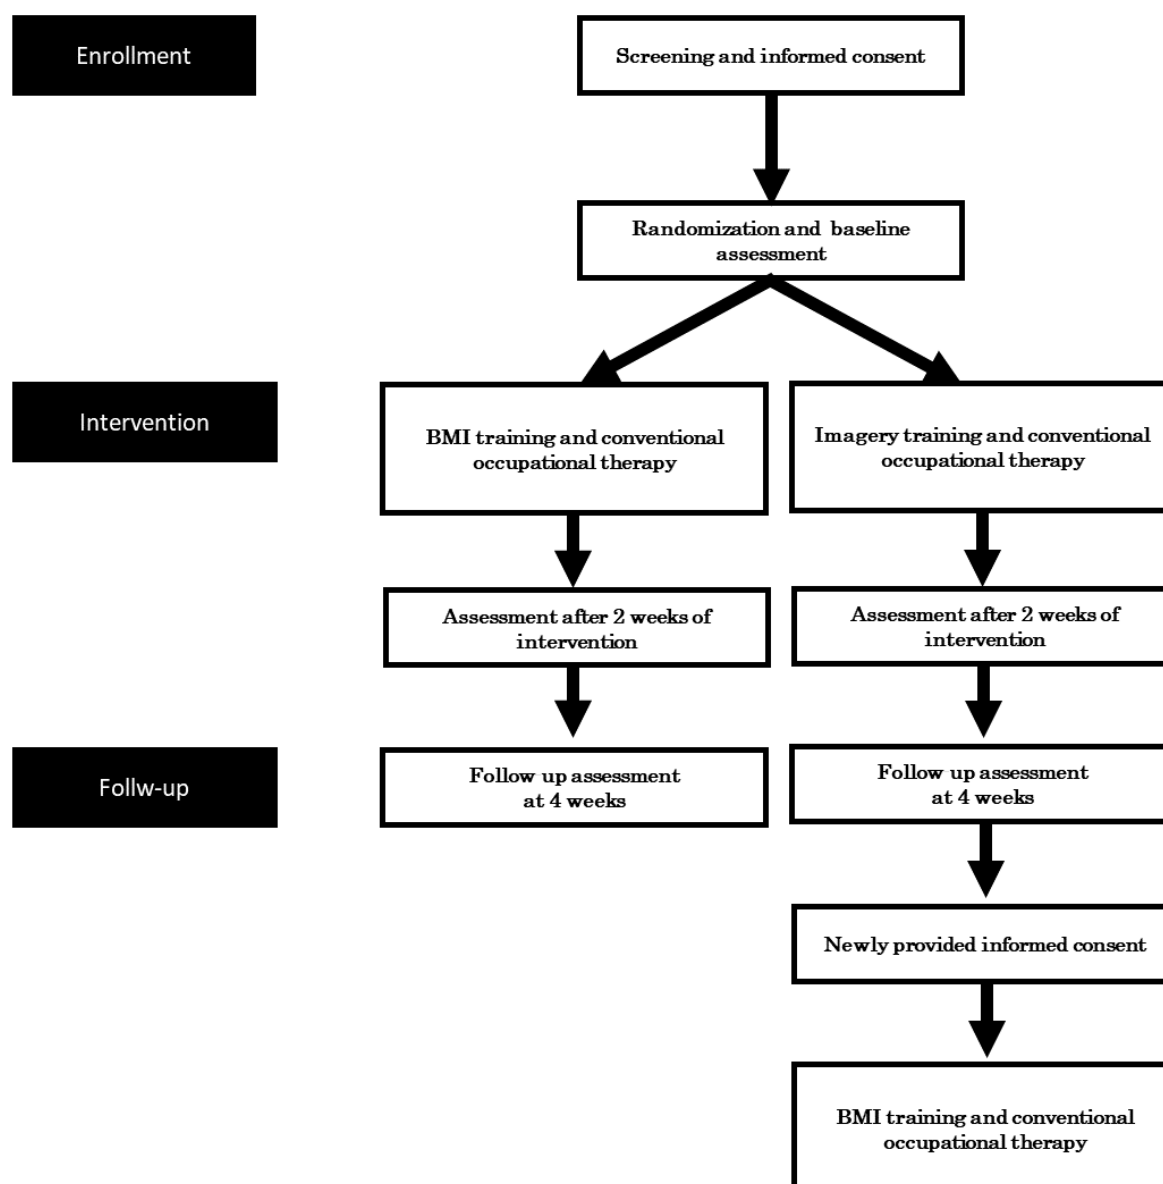 Enrollment
Screening and informed consent
Randomization and baseline
assessment
Intervention
BMI training and conventional
occupational therapy
Imagery training and conventional
occupational therapy
Assessment after 2 weeks of
intervention
Assessment after 2 weeks of
intervention
Follw-up
Follow up assessment
at 4 weeks
Follow up assessment
at 4 weeks
Newly provided informed consent
BMI training and conventional
occupational therapy